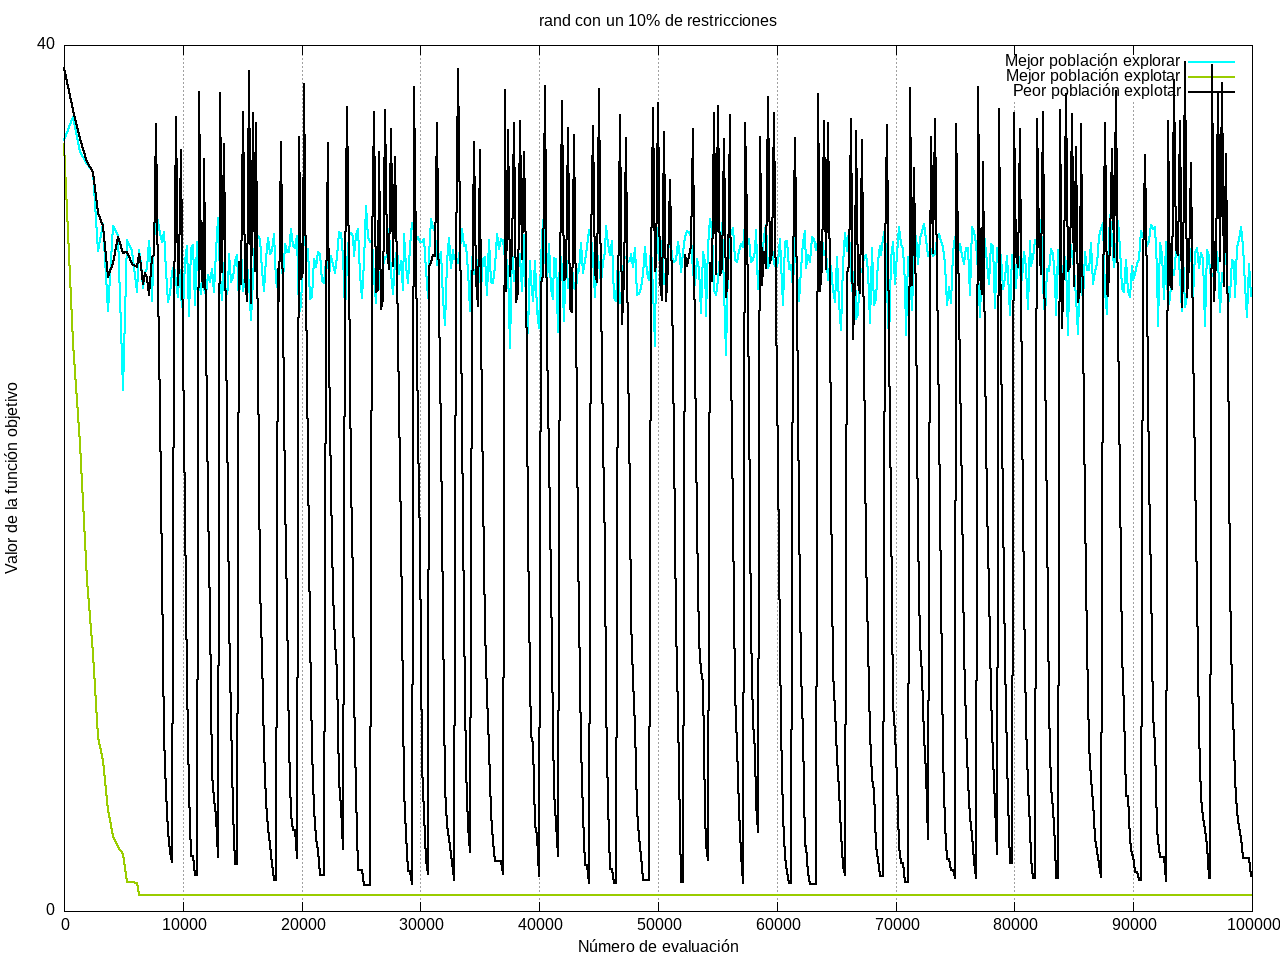 rand con un 10% de restricciones
40
Mejor población explorar
Mejor población explotar
Peor población explotar
Valor de la función objetivo
0
0 10000 20000 30000 40000 50000 60000 70000 80000 90000 100000
Número de evaluación